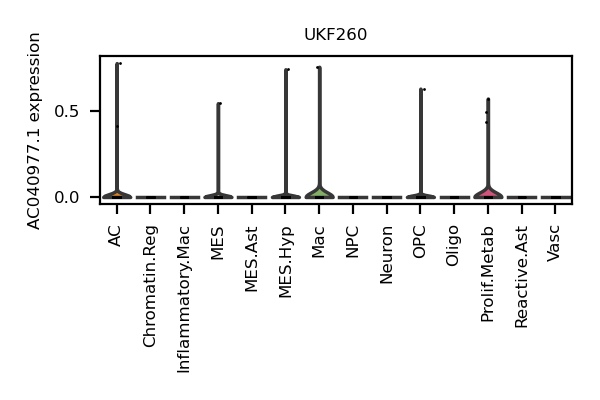 UKF260
AC040977.1 expression
0.5
0.0
AC
Chromatin.Reg
Inflammatory.Mac
MES
MES.Ast
MES.Hyp
Mac
NPC
Neuron
OPC
Oligo
Prolif.Metab
Reactive.Ast
Vasc